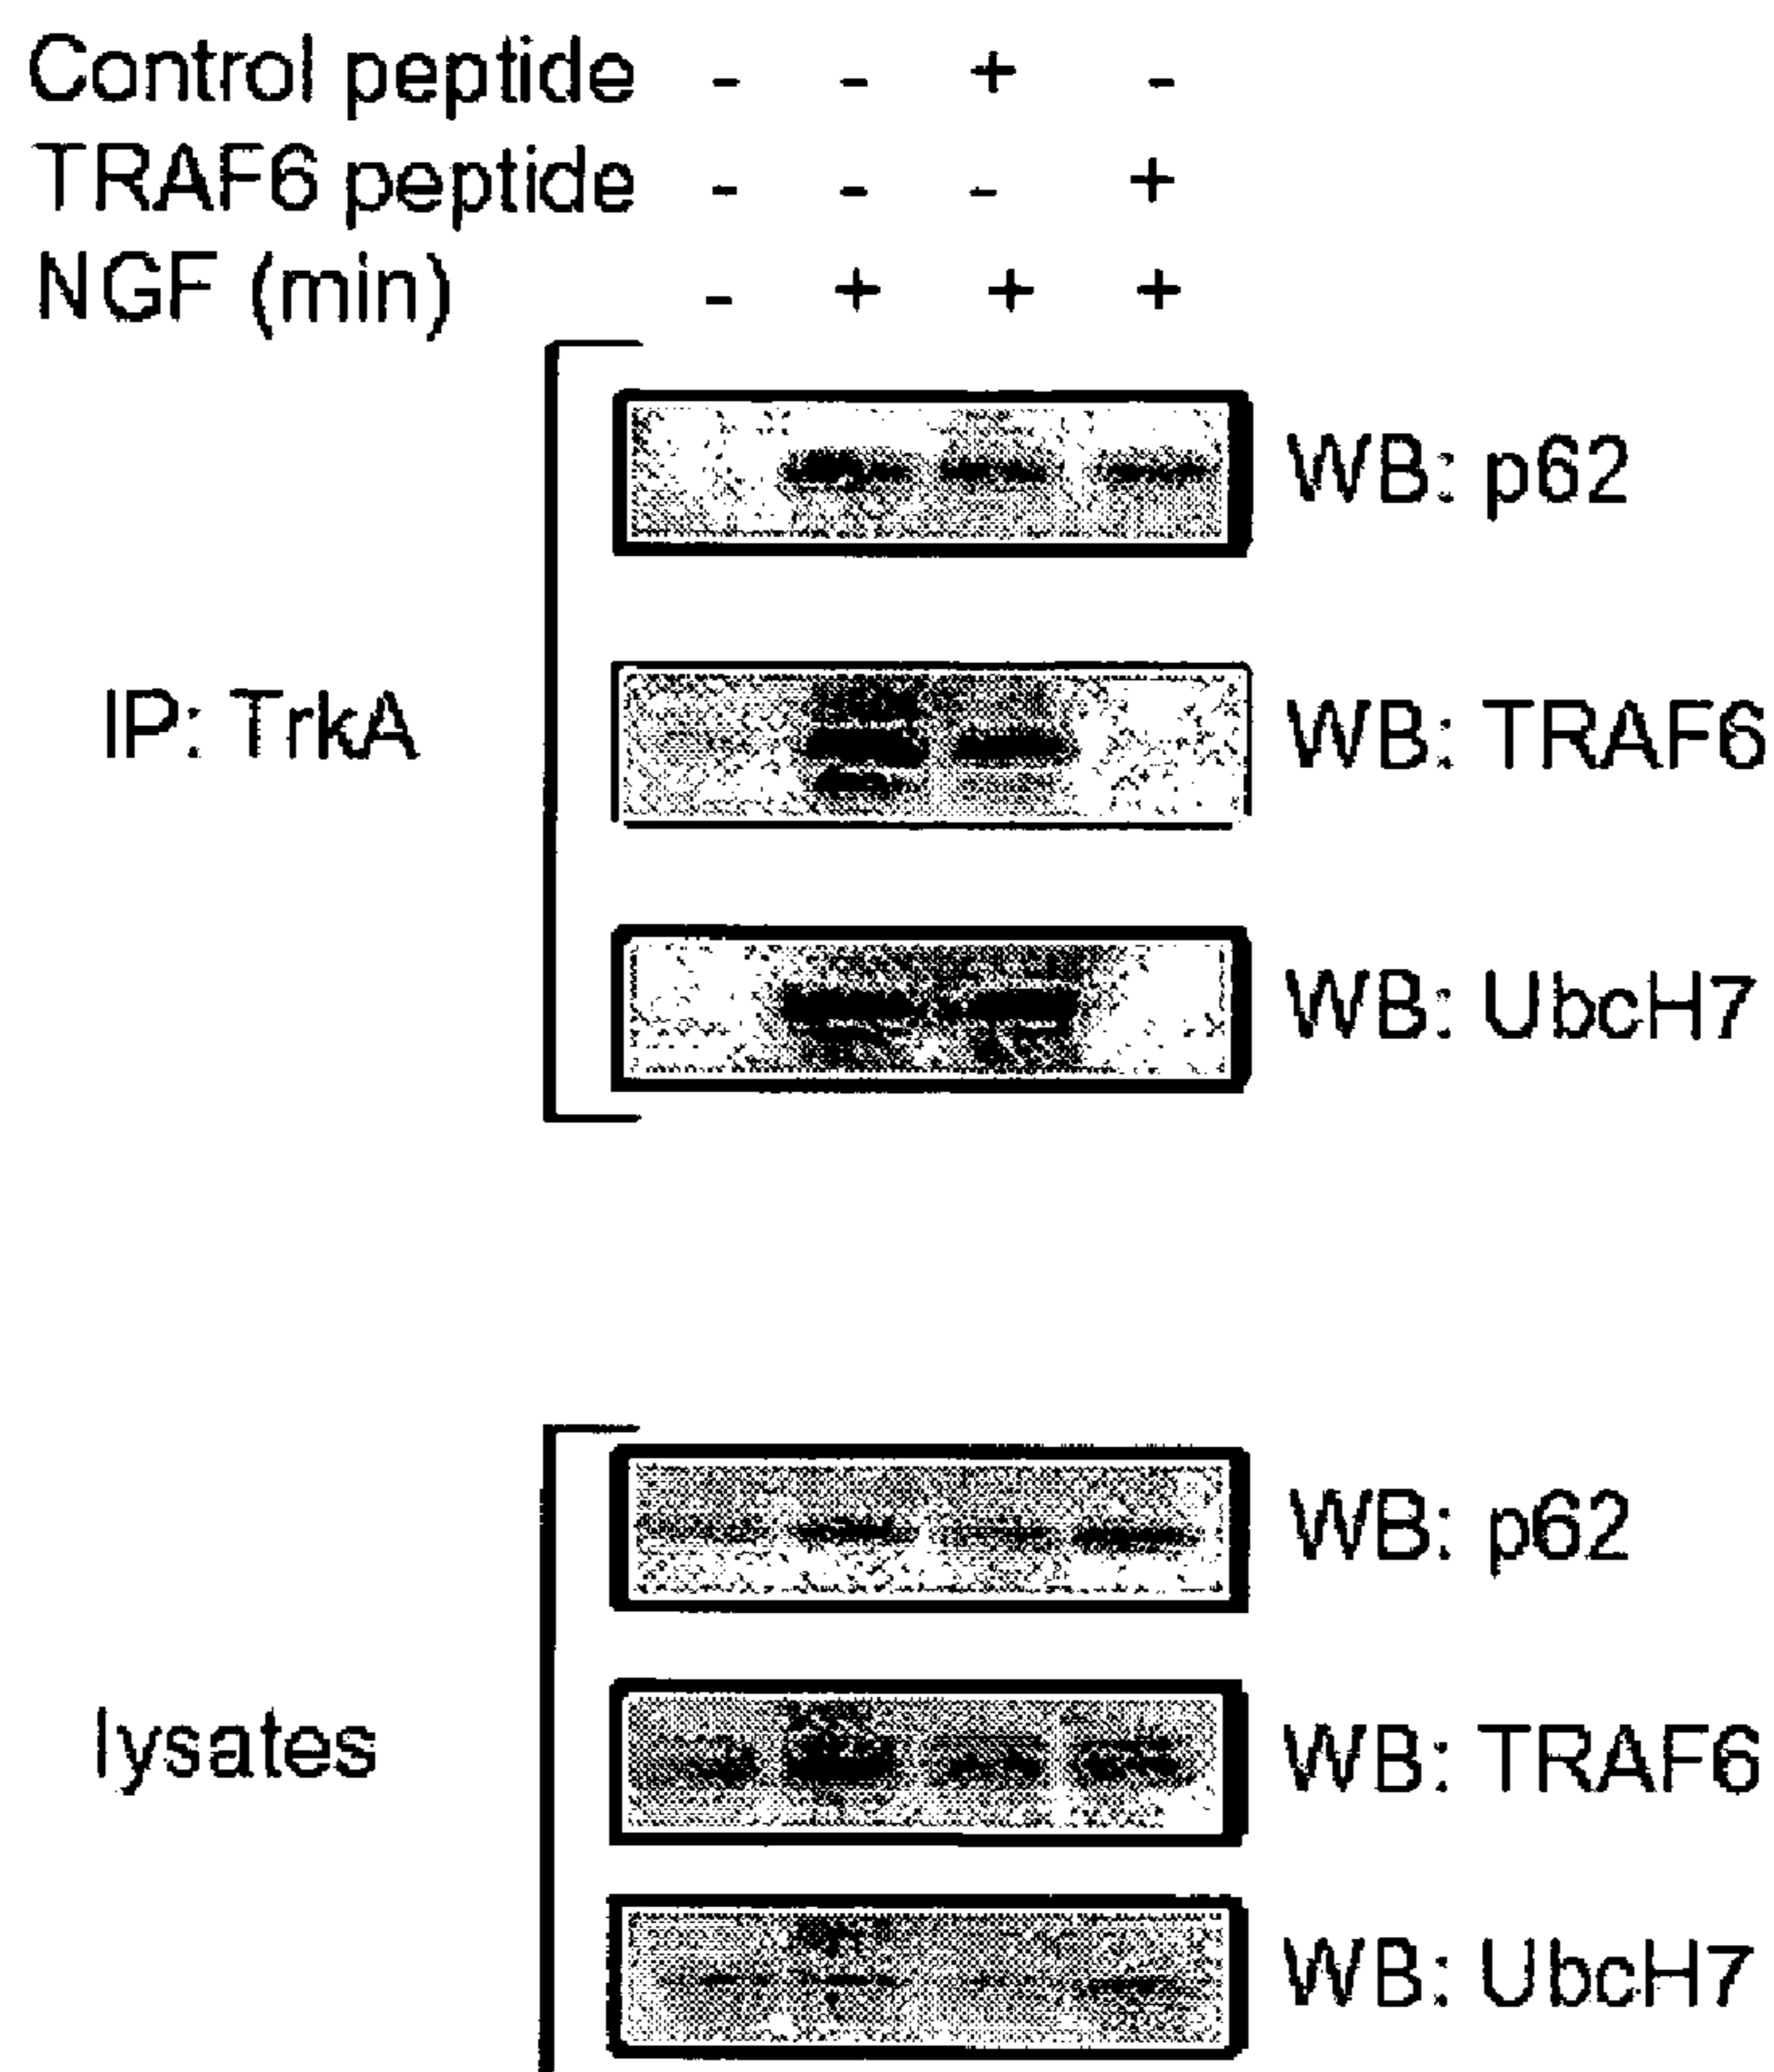 Control peptide - - + -
TRAF6 peptide - - - +
NGF (min) - + + +
WB: p62
IP: TrkA WB: TRAF6
WB: UbcH7
WB: p62
lysates WB: TRAF6
WB: UbcH7